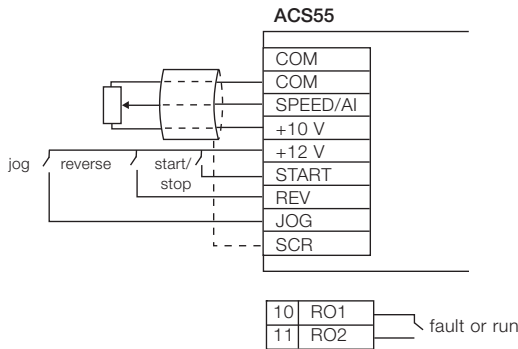 ACS55
COM
COM
SPEED/AI
+10 V
+12 V
START
REV
JOG
SCR
jog
reverse
start/
stop
10 RO1
11 RO2
fault or run